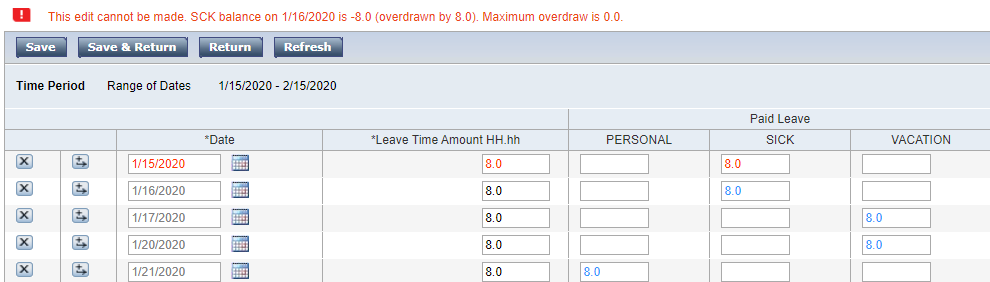 This edit cannot be made. SCK balance on 1/16/2020 is -8.0 (overdrawn by 8.0). Maximum overdraw is 0.0.
Save Save & Return Return Refresh
Time Period Range of Dates 1/15/2020 - 2/15/2020
Paid Leave
*Date *Leave Time Amount HH.hh PERSONAL SICK VACATION
1/15/2020 8.0 8.0
1/16/2020 8.0 8.0
1/17/2020 8.0 8.0
1/20/2020 8.0 8.0
1/21/2020 8.0 8.0